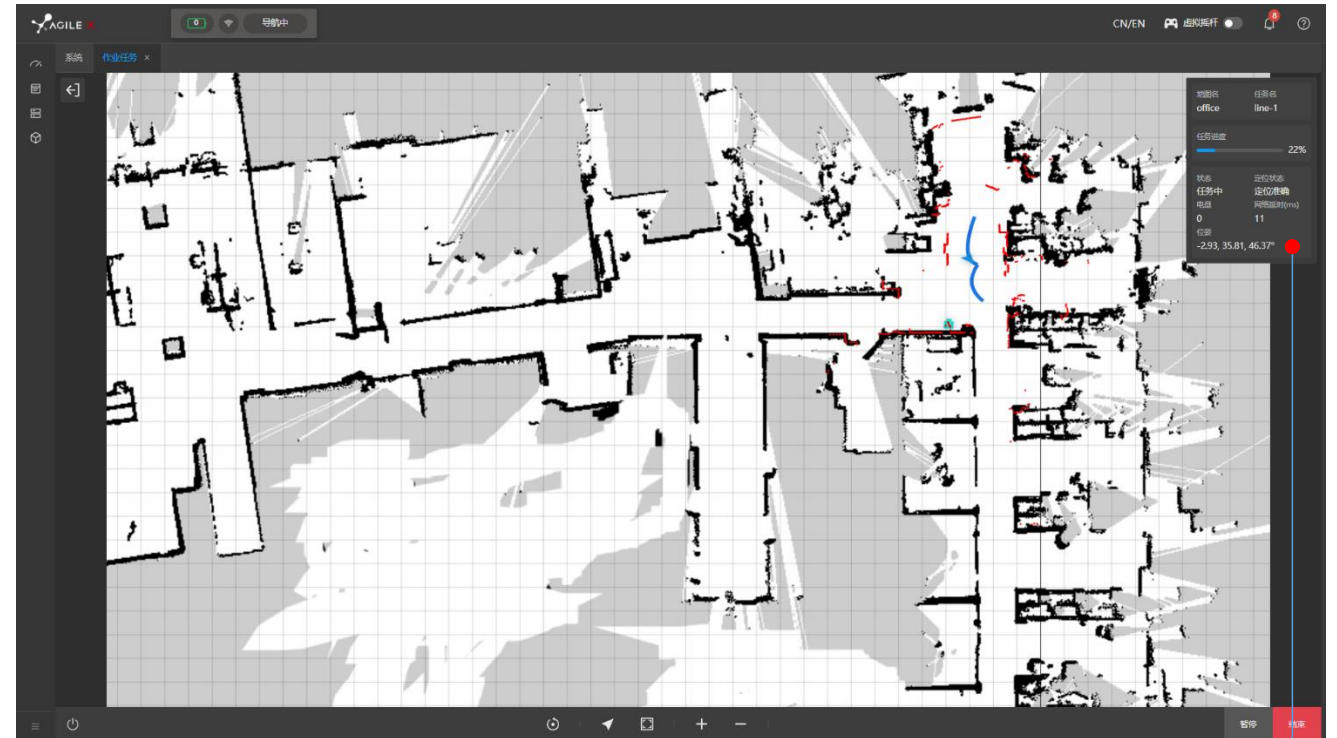 AGILE
0
导航中
CN/EN
虚拟摇杆
8
系统
作业任务 ×
地图名 任务名
office line-1
任务进度
22%
状态 定位状态
任务中 定位准确
电量 网络延时(ms)
0 11
位姿
-2.93, 35.81, 46.37°
暂停
结束